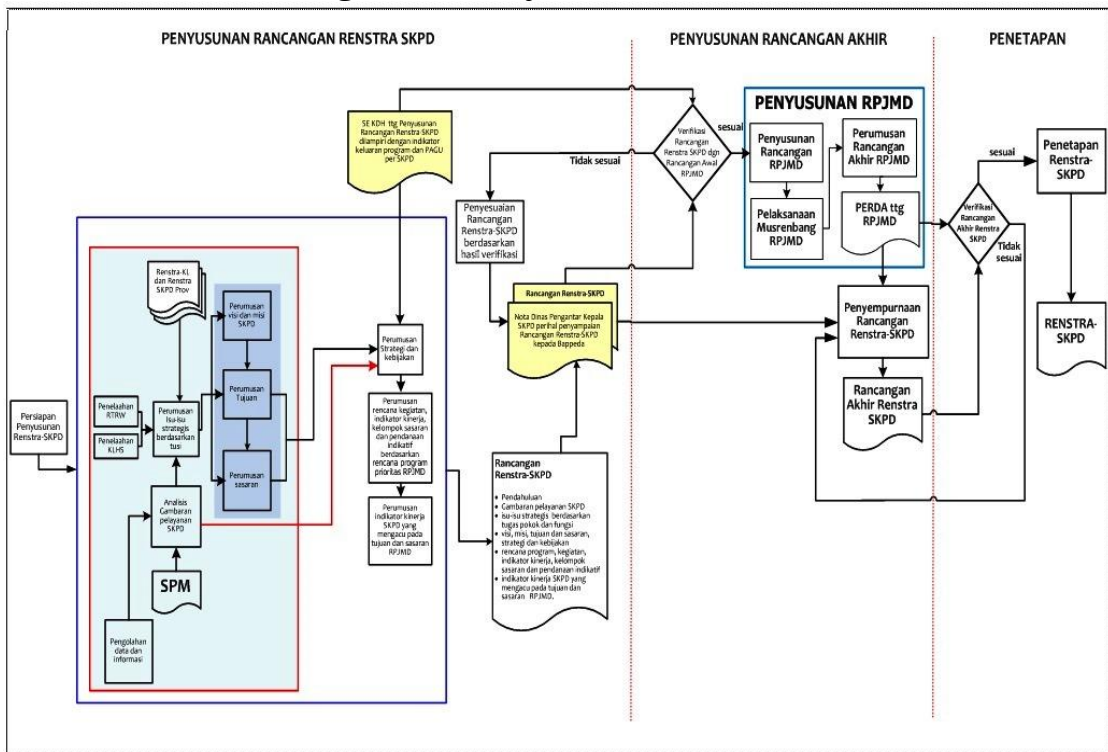 PENYUSUNAN RANCANGAN RENSTRA SKPD
PENYUSUNAN RANCANGAN AKHIR
PENETAPAN
SE KDH ttg Penyusunan
Rancangan Renstra-SKPD
dilampiri dengan indikator
keluaran program dan PAGU
per SKPD
Tidak sesuai
Verifikasi
Rancangan
Renstra SKPD dgn
Rancangan Awal
RPJMD
sesuai
PENYUSUNAN RPJMD
Penyusunan
Rancangan
RPJMD
Perumusan
Rancangan
Akhir RPJMD
Pelaksanaan
Musrenbang
RPJMD
PERDA ttg
RPJMD
sesuai
Verifikasi
Rancangan
Akhir Renstra
SKPD
Tidak
sesuai
Penetapan
Renstra-
SKPD
RENSTRA-
SKPD
Penyesuaian
Rancangan
Renstra-SKPD
berdasarkan
hasil verifikasi
Rancangan Renstra-SKPD
Nota Dinas Pengantar Kepala
SKPD perihal penyampaian
Rancangan Renstra-SKPD
kepada Bappeda
Penyempurnaan
Rancangan
Renstra-SKPD
Rancangan
Akhir Renstra
SKPD
Persiapan
Penyusunan
Renstra-SKPD
Renstra-KL
dan Renstra
SKPD Prov
Perumusan
visi dan misi
SKPD
Penelaahan
RTRW
Penelaahan
KLHS
Perumusan
Isu-isu
strategis
berdasarkan
tusi
Perumusan
Tujuan
Perumusan
sasaran
Analisis
Gambaran
pelayanan
SKPD
SPM
Pengolahan
data dan
informasi
Perumusan
Strategi dan
kebijakan
Perumusan
rencana kegiatan,
indikator kinerja,
kelompok sasaran
dan pendanaan
indikatif
berdasarkan
rencana program
prioritas RPJMD
Perumusan
indikator kinerja
SKPD yang
mengacu pada
tujuan dan
sasaran RPJMD
Rancangan
Renstra-SKPD
• Pendahuluan
• Gambaran pelayanan SKPD
• isu-isu strategis berdasarkan
tugas pokok dan fungsi
• visi, misi, tujuan dan sasaran,
strategi dan kebijakan
• rencana program, kegiatan,
indikator kinerja, kelompok
sasaran dan pendanaan indikatif
• indikator kinerja SKPD yang
mengacu pada tujuan dan
sasaran RPJMD.